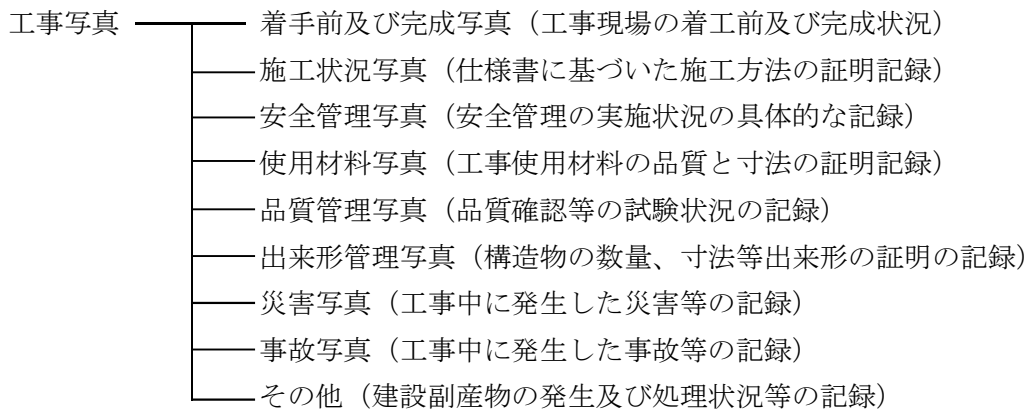 工事写真 着手前及び完成写真（工事現場の着工前及び完成状況）
施工状況写真（仕様書に基づいた施工方法の証明記録）
安全管理写真（安全管理の実施状況の具体的な記録）
使用材料写真（工事使用材料の品質と寸法の証明記録）
品質管理写真（品質確認等の試験状況の記録）
出来形管理写真（構造物の数量、寸法等出来形の証明の記録）
災害写真（工事中に発生した災害等の記録）
事故写真（工事中に発生した事故等の記録）
その他（建設副産物の発生及び処理状況等の記録）